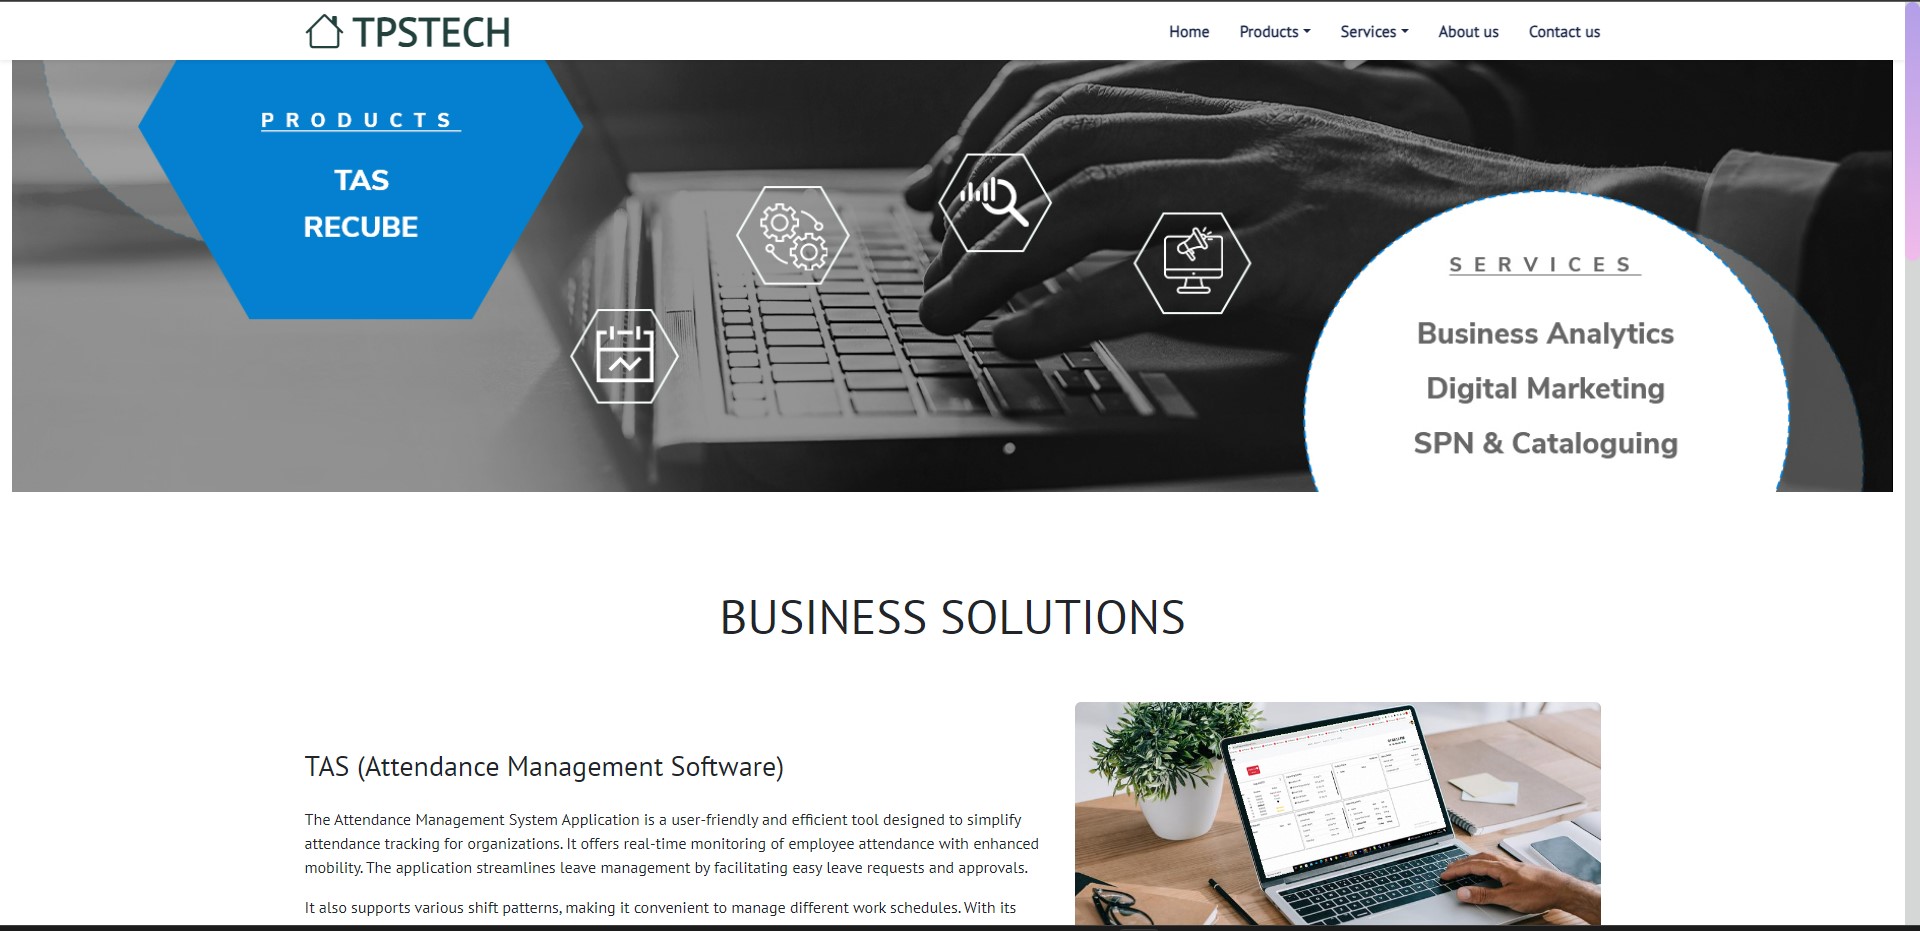 TPSTECH
Home Products Services About us Contact us
PRODUCTS
TAS
RECUBE
SERVICES
Business Analytics
Digital Marketing
SPN & Cataloguing
BUSINESS SOLUTIONS
TAS (Attendance Management Software)
The Attendance Management System Application is a user-friendly and efficient tool designed to simplify
attendance tracking for organizations. It offers real-time monitoring of employee attendance with enhanced
mobility. The application streamlines leave management by facilitating easy leave requests and approvals.
It also supports various shift patterns, making it convenient to manage different work schedules. With its